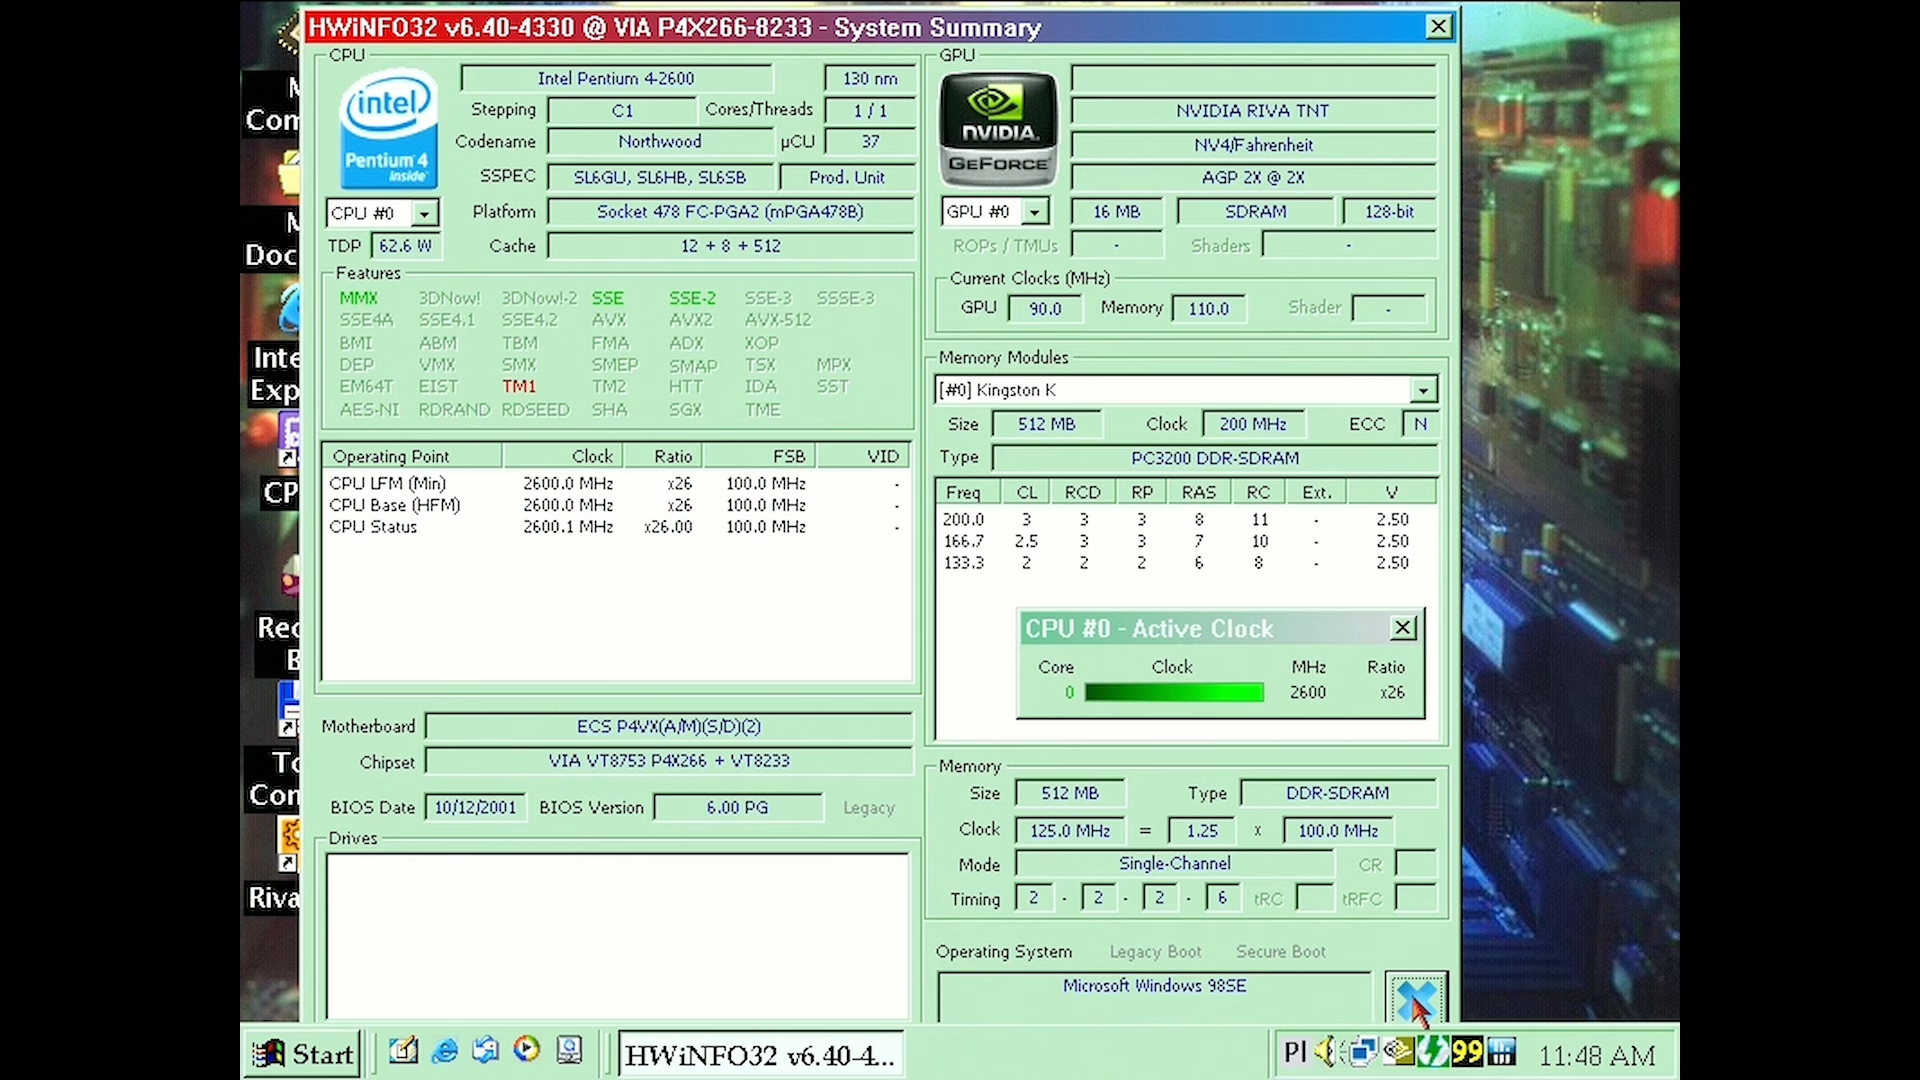 HWiNFO32 v6.40-4330 @ VIA P4X266-8233 - System Summary
CPU
intel
Pentium 4
inside
Intel Pentium 4-2600
130 nm
Stepping
C1
Cores/Threads
1 / 1
Codename
Northwood
µCU
37
SSPEC
SL6GU, SL6HB, SL6SB
Prod. Unit
CPU #0
Platform
Socket 478 FC-PGA2 (mPGA478B)
TDP
62.6 W
Cache
12 + 8 + 512
Features
MMX 3DNow! 3DNow!-2 SSE SSE-2 SSE-3 SSSE-3
SSE4A SSE4.1 SSE4.2 AVX AVX2 AVX-512
BMI ABM TBM FMA ADX XOP
DEP VMX SMX SMEP SMAP TSX MPX
EM64T EIST TM1 TM2 HTT IDA SST
AES-NI RDRAND RDSEED SHA SGX TME
Operating Point Clock Ratio FSB VID
CPU LFM (Min) 2600.0 MHz x26 100.0 MHz -
CPU Base (HFM) 2600.0 MHz x26 100.0 MHz -
CPU Status 2600.1 MHz x26.00 100.0 MHz -
Motherboard
ECS P4VX(A/M)(S/D)(2)
Chipset
VIA VT8753 P4X266 + VT8233
BIOS Date
10/12/2001
BIOS Version
6.00 PG
Legacy
Drives
GPU
NVIDIA.
GEFORCE
NVIDIA RIVA TNT
NV4/Fahrenheit
AGP 2X @ 2X
GPU #0
16 MB
SDRAM
128-bit
ROPs / TMUs
-
Shaders
-
Current Clocks (MHz)
GPU
90.0
Memory
110.0
Shader
-
Memory Modules
[#0] Kingston K
Size
512 MB
Clock
200 MHz
ECC
N
Type
PC3200 DDR-SDRAM
Freq CL RCD RP RAS RC Ext. V
200.0 3 3 3 8 11 - 2.50
166.7 2.5 3 3 7 10 - 2.50
133.3 2 2 2 6 8 - 2.50
CPU #0 - Active Clock
Core Clock MHz Ratio
0 2600 x26
Memory
Size
512 MB
Type
DDR-SDRAM
Clock
125.0 MHz = 1.25 x 100.0 MHz
Mode
Single-Channel
CR
Timing
2 - 2 - 2 - 6
tRC
tRFC
Operating System
Legacy Boot
Secure Boot
Microsoft Windows 98SE
M
Com
M
Doc
Inte
Exp
CP
Rec
B
To
Con
Riva
Start
HWiNFO32 v6.40-4...
Pl
99
11:48 AM